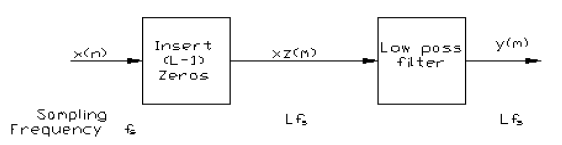 x(n)
Insert
(L-1)
Zeros
xz(m)
Low poss
filter
y(m)
Sampling
Frequency fs
Lfs
Lfs